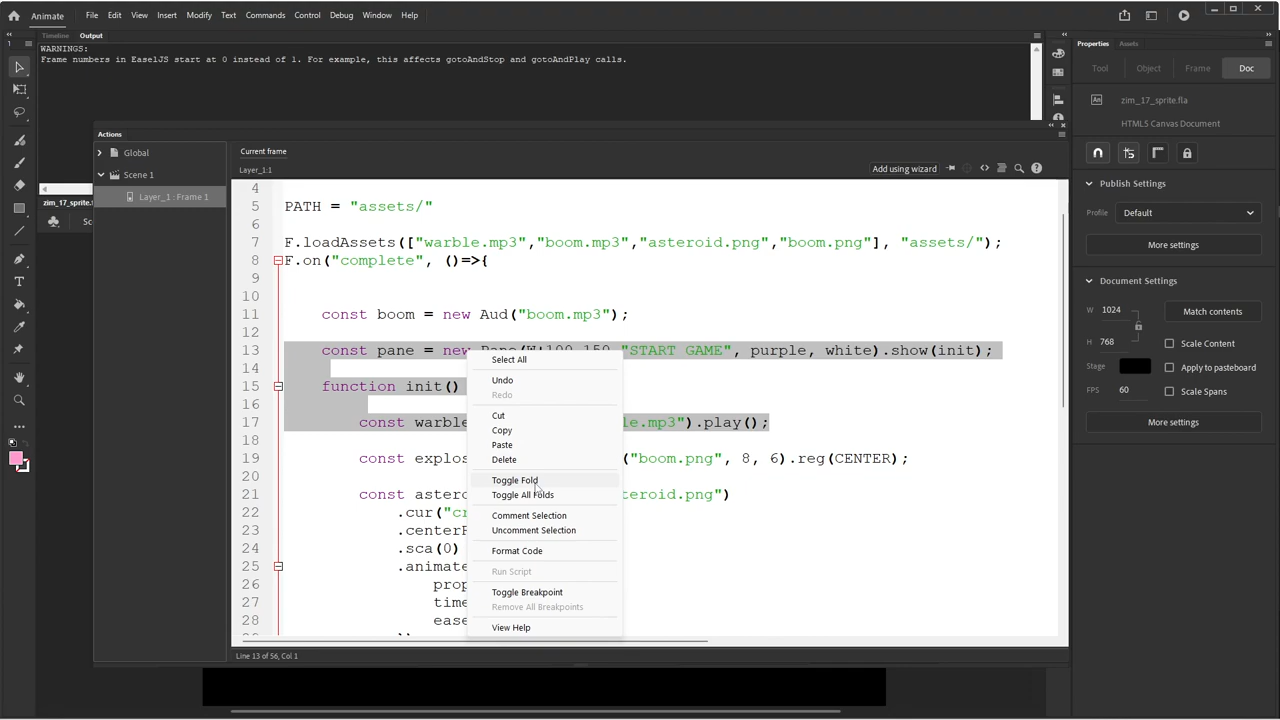 Animate File Edit View Insert Modify Text Commands Control Debug Window Help
Timeline Output Properties Assets
WARNINGS:
Frame numbers in EaselJS start at 0 instead of 1. For example, this affects gotoAndStop and gotoAndPlay calls.
Tool Object Frame Doc
zim_17_sprite.fla
HTML5 Canvas Document
Actions
Global Current frame
Scene 1 Layer_1:1 Add using wizard
Layer_1 : Frame 1
zim_17_sprite.f
Sc
4
5 PATH = "assets/"
6
7 F.loadAssets(["warble.mp3","boom.mp3","asteroid.png","boom.png"], "assets/");
8 F.on("complete", ()=>{
9
10
11 const boom = new Aud("boom.mp3");
12
13 const pane = new Pane(W+100,150,"START GAME", purple, white).show(init);
14
15 function init()
16
17 const warble le.mp3").play();
18
19 const explos ("boom.png", 8, 6).reg(CENTER);
20
21 const astero teroid.png")
22 .cur("cr
23 .centerR
24 .sca(0)
25 .animate
26 prop
27 time
28 ease
Select All
Undo
Redo
Cut
Copy
Paste
Delete
Toggle Fold
Toggle All Folds
Comment Selection
Uncomment Selection
Format Code
Run Script
Toggle Breakpoint
Remove All Breakpoints
View Help
Line 13 of 56, Col 1
Publish Settings
Profile Default
More settings
Document Settings
W 1024 Match contents
H 768 Scale Content
Stage Apply to pasteboard
FPS 60 Scale Spans
More settings